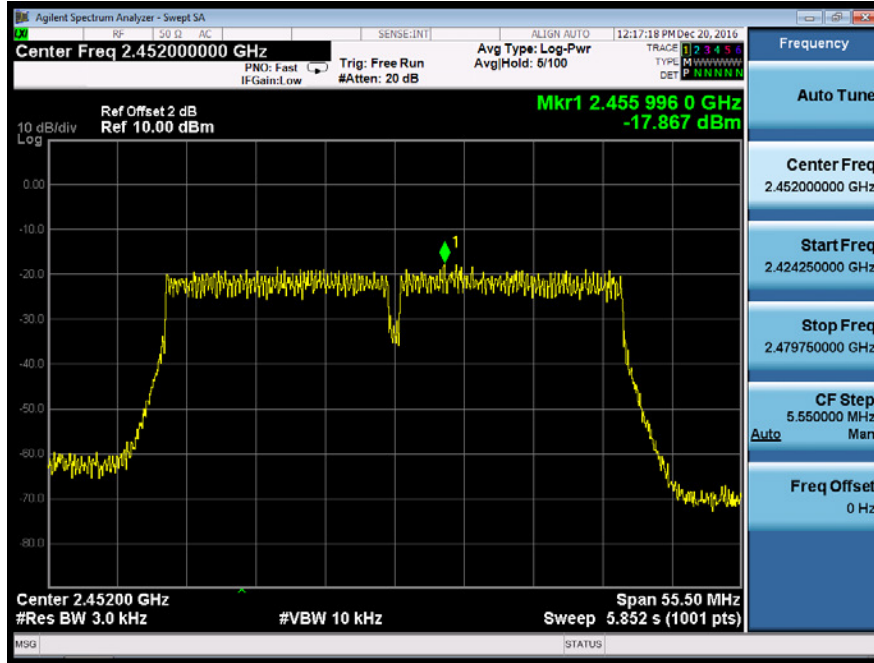 Agilent Spectrum Analyzer - Swept SA
RF 50 Ω AC SENSE:INT ALIGN AUTO 12:17:18 PM Dec 20, 2016
Center Freq 2.452000000 GHz
PNO: Fast
IFGain:Low
Trig: Free Run
#Atten: 20 dB
Avg Type: Log-Pwr
Avg|Hold: 5/100
TRACE 1 2 3 4 5 6
TYPE M W W W W W
DET P N N N N N
Frequency
Auto Tune
Center Freq
2.452000000 GHz
Start Freq
2.424250000 GHz
Stop Freq
2.479750000 GHz
CF Step
5.550000 MHz
Auto Man
Freq Offset
0 Hz
Ref Offset 2 dB
10 dB/div Ref 10.00 dBm
Log
Mkr1 2.455 996 0 GHz
-17.867 dBm
0.00
-10.0
1
-20.0
-30.0
-40.0
-50.0
-60.0
-70.0
-80.0
Center 2.45200 GHz Span 55.50 MHz
#Res BW 3.0 kHz #VBW 10 kHz Sweep 5.852 s (1001 pts)
MSG STATUS